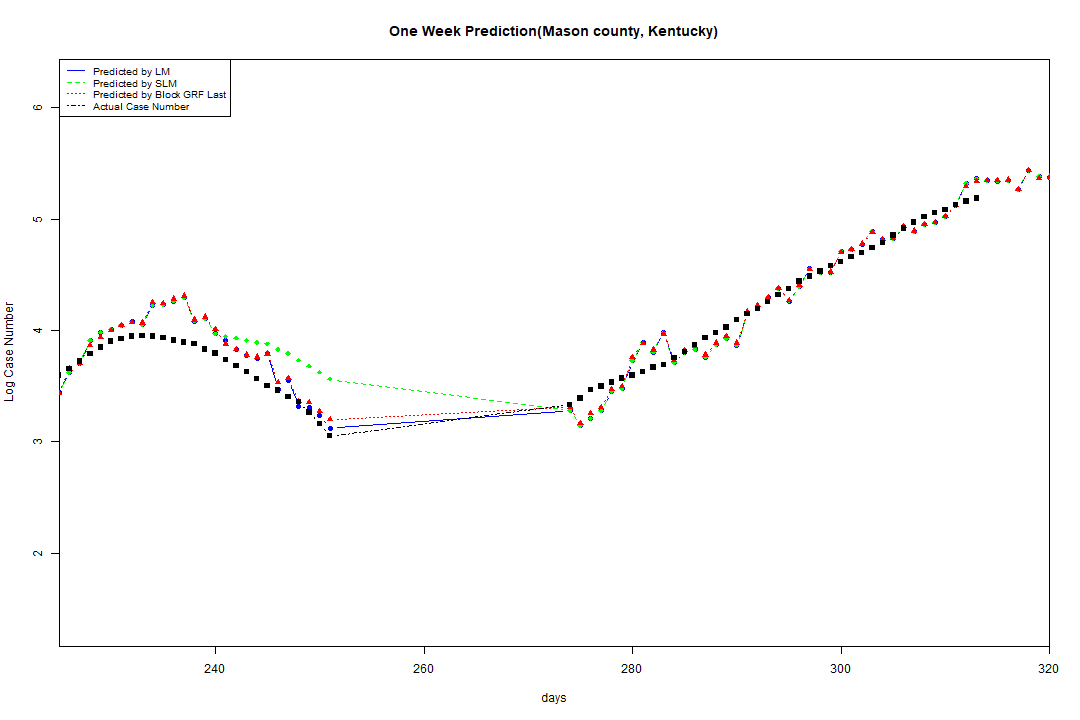 One Week Prediction(Mason county, Kentucky)
Predicted by LM
Predicted by SLM
Predicted by Block GRF Last
Actual Case Number
6
5
4
3
2
Log Case Number
240 260 280 300 320
days